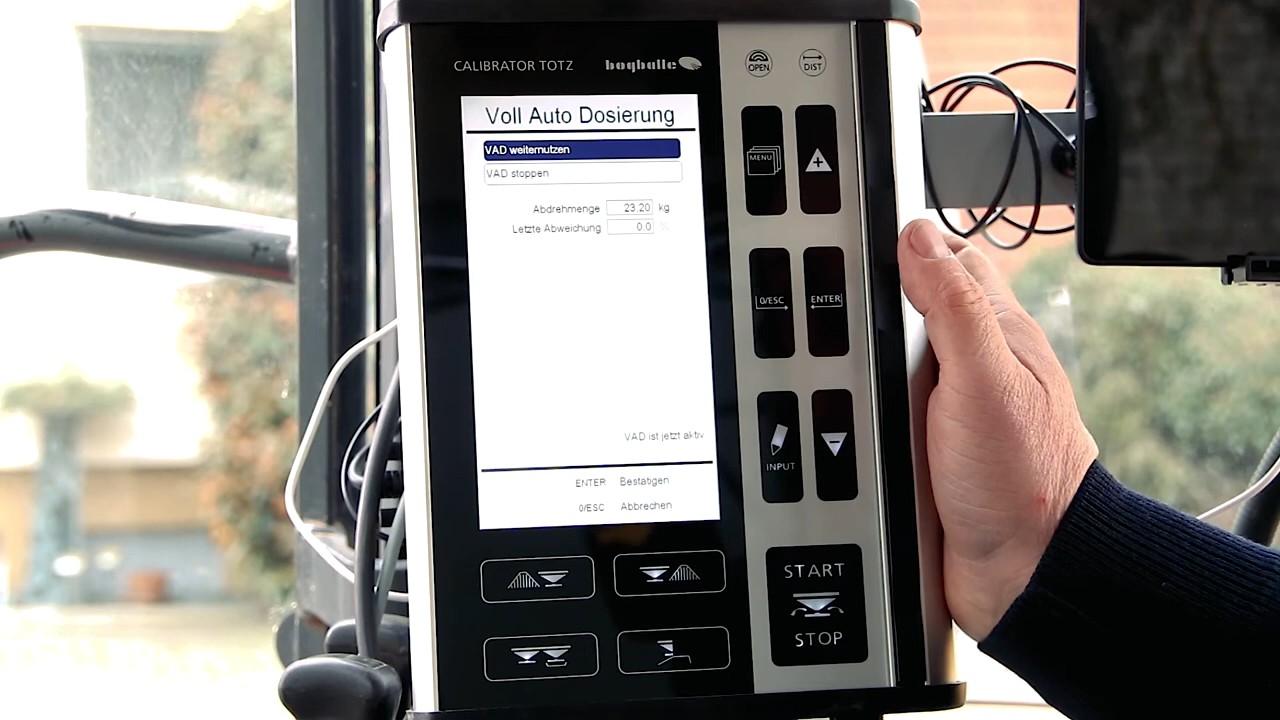 CALIBRATOR TOTZ bogballe
OPEN
DIST
Voll Auto Dosierung
VAD weiternutzen
VAD stoppen
Abdrehmenge 23.20 kg
Letzte Abweichung 0.0 %
VAD ist jetzt aktiv
ENTER Bestätigen
0/ESC Abbrechen
MENU
+
0/ESC
ENTER
INPUT
-
START
STOP